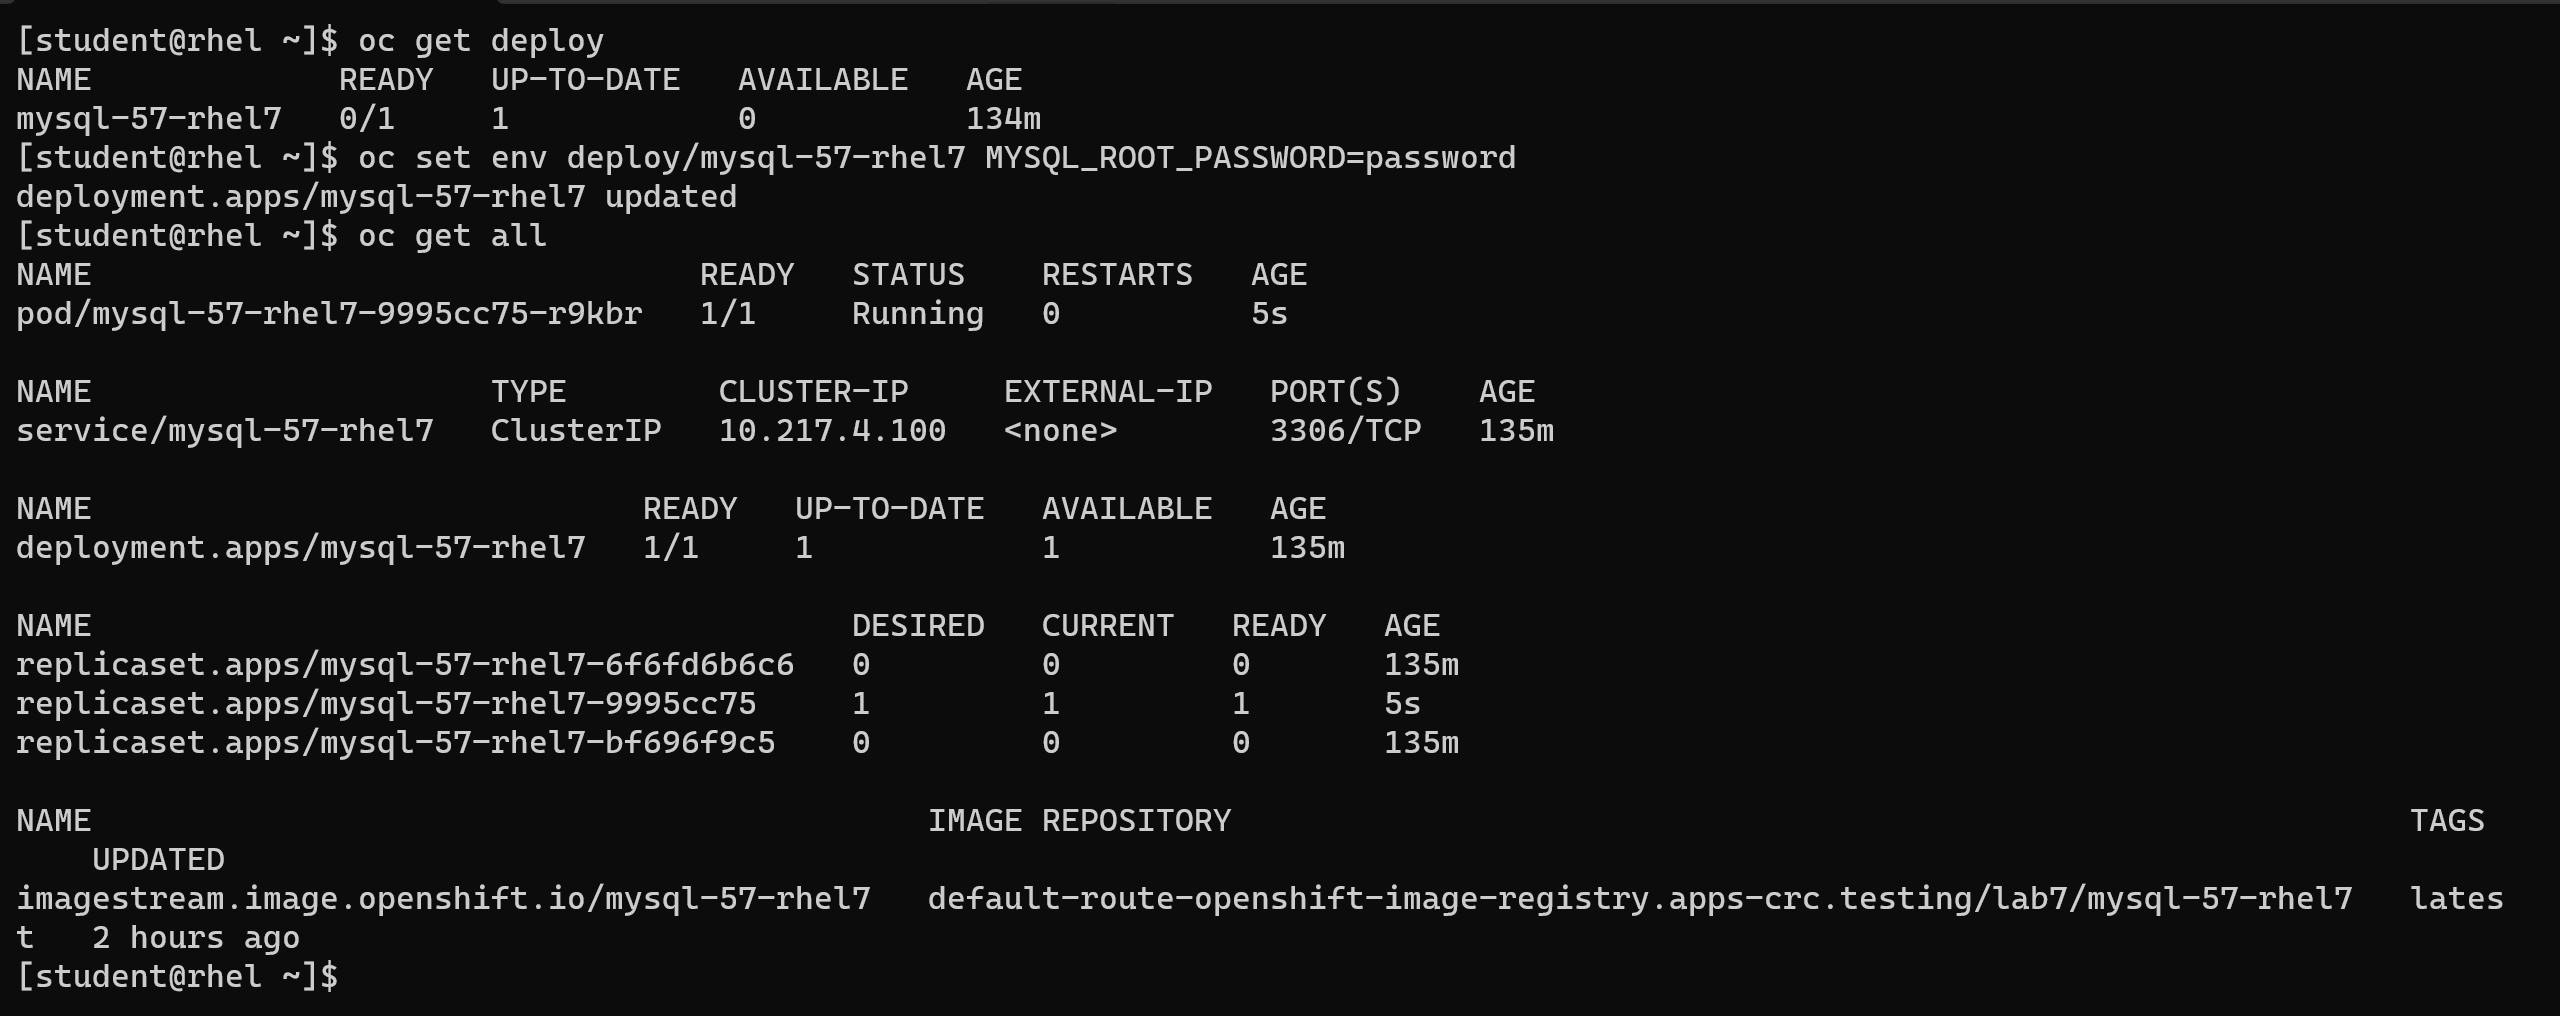 [student@rhel ~]$ oc get deploy
NAME             READY   UP-TO-DATE   AVAILABLE   AGE
mysql-57-rhel7   0/1     1            0           134m
[student@rhel ~]$ oc set env deploy/mysql-57-rhel7 MYSQL_ROOT_PASSWORD=password
deployment.apps/mysql-57-rhel7 updated
[student@rhel ~]$ oc get all
NAME                                READY   STATUS    RESTARTS   AGE
pod/mysql-57-rhel7-9995cc75-r9kbr   1/1     Running   0          5s

NAME                     TYPE        CLUSTER-IP     EXTERNAL-IP   PORT(S)    AGE
service/mysql-57-rhel7   ClusterIP   10.217.4.100   <none>        3306/TCP   135m

NAME                             READY   UP-TO-DATE   AVAILABLE   AGE
deployment.apps/mysql-57-rhel7   1/1     1            1           135m

NAME                                        DESIRED   CURRENT   READY   AGE
replicaset.apps/mysql-57-rhel7-6f6fd6b6c6   0         0         0       135m
replicaset.apps/mysql-57-rhel7-9995cc75     1         1         1       5s
replicaset.apps/mysql-57-rhel7-bf696f9c5    0         0         0       135m

NAME                                            IMAGE REPOSITORY                                                              TAGS
    UPDATED
imagestream.image.openshift.io/mysql-57-rhel7   default-route-openshift-image-registry.apps-crc.testing/lab7/mysql-57-rhel7   lates
t   2 hours ago
[student@rhel ~]$